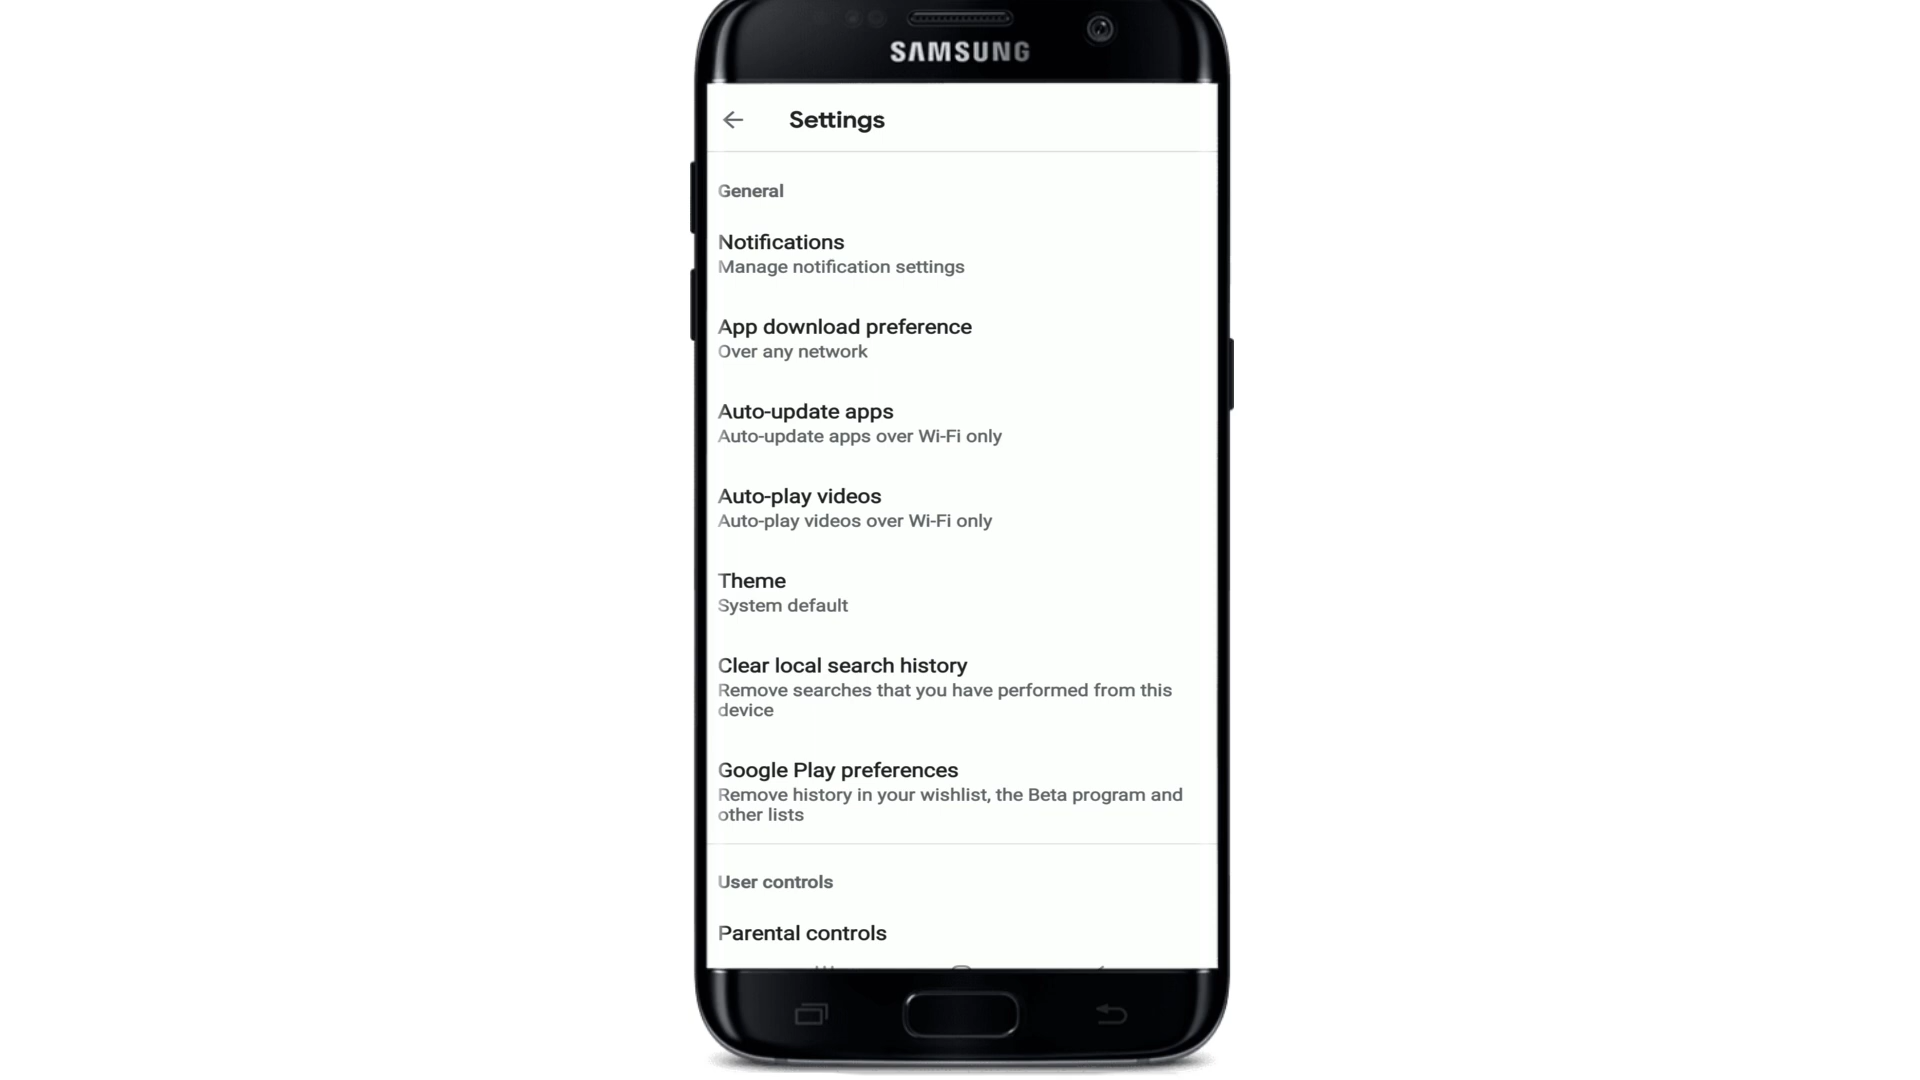 SAMSUNG
Settings
General
Notifications
Manage notification settings
App download preference
Over any network
Auto-update apps
Auto-update apps over Wi-Fi only
Auto-play videos
Auto-play videos over Wi-Fi only
Theme
System default
Clear local search history
Remove searches that you have performed from this
device
Google Play preferences
Remove history in your wishlist, the Beta program and
other lists
User controls
Parental controls